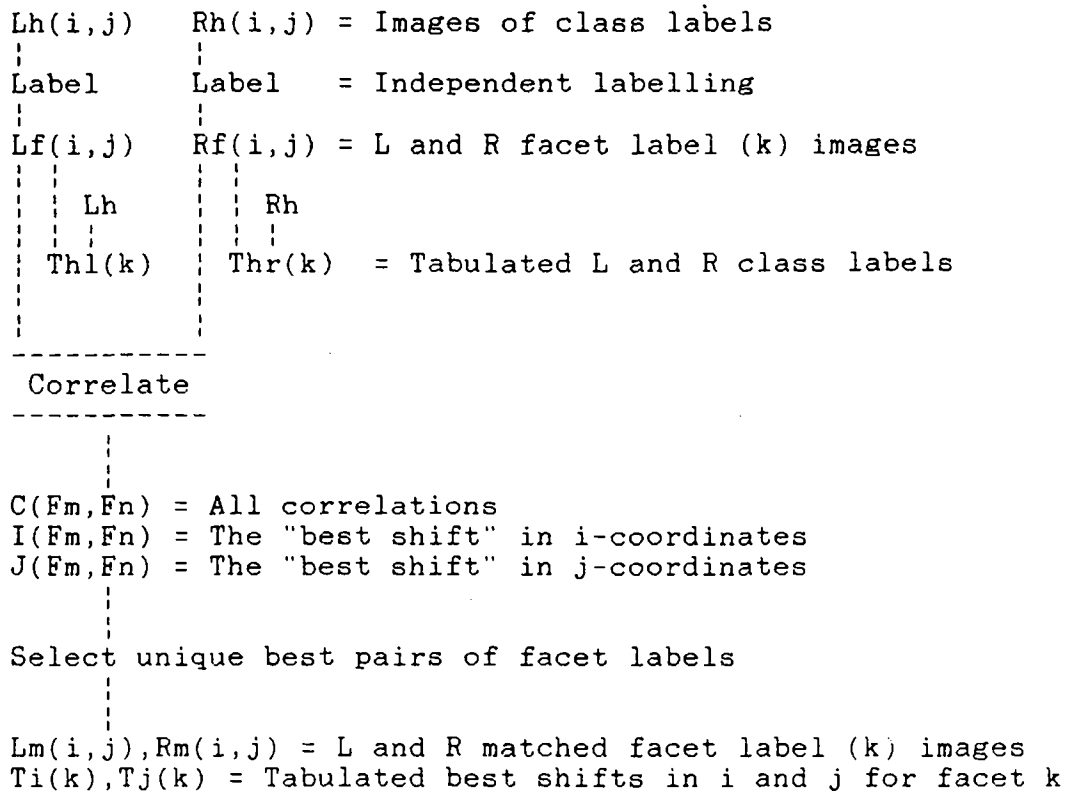 Lh(i,j) Rh(i,j) = Images of class labels
Label Label = Independent labelling
Lf(i,j) Rf(i,j) = L and R facet label (k) images
Lh Rh
Thl(k) Thr(k) = Tabulated L and R class labels
Correlate
C(Fm,Fn) = All correlations
I(Fm,Fn) = The "best shift" in i-coordinates
J(Fm,Fn) = The "best shift" in j-coordinates
Select unique best pairs of facet labels
Lm(i,j),Rm(i,j) = L and R matched facet label (k) images
Ti(k),Tj(k) = Tabulated best shifts in i and j for facet k